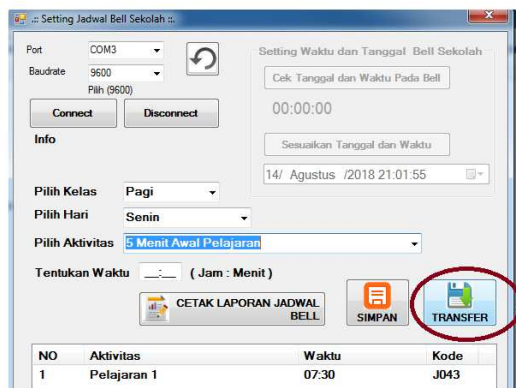 .:: Setting Jadwal Bell Sekolah ::.
Port COM3
Baudrate 9600
Pilih (9600)
Connect Disconnect
Info
Setting Waktu dan Tanggal Bell Sekolah
Cek Tanggal dan Waktu Pada Bell
00:00:00
Sesuaikan Tanggal dan Waktu
14/ Agustus /2018 21:01:55
Pilih Kelas Pagi
Pilih Hari Senin
Pilih Aktivitas 5 Menit Awal Pelajaran
Tentukan Waktu __:__ ( Jam : Menit )
CETAK LAPORAN JADWAL
BELL
SIMPAN
TRANSFER
NO Aktivitas Waktu Kode
1 Pelajaran 1 07:30 J043